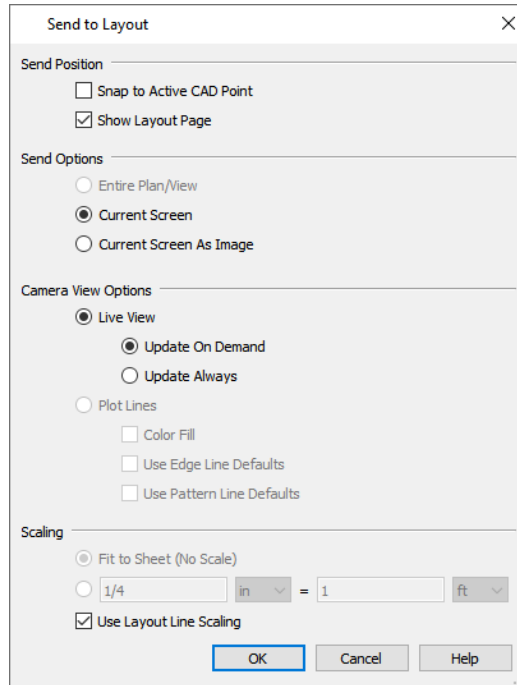 Send to Layout
Send Position
Snap to Active CAD Point
Show Layout Page
Send Options
Entire Plan/View
Current Screen
Current Screen As Image
Camera View Options
Live View
Update On Demand
Update Always
Plot Lines
Color Fill
Use Edge Line Defaults
Use Pattern Line Defaults
Scaling
Fit to Sheet (No Scale)
1/4 in = 1 ft
Use Layout Line Scaling
OK Cancel Help